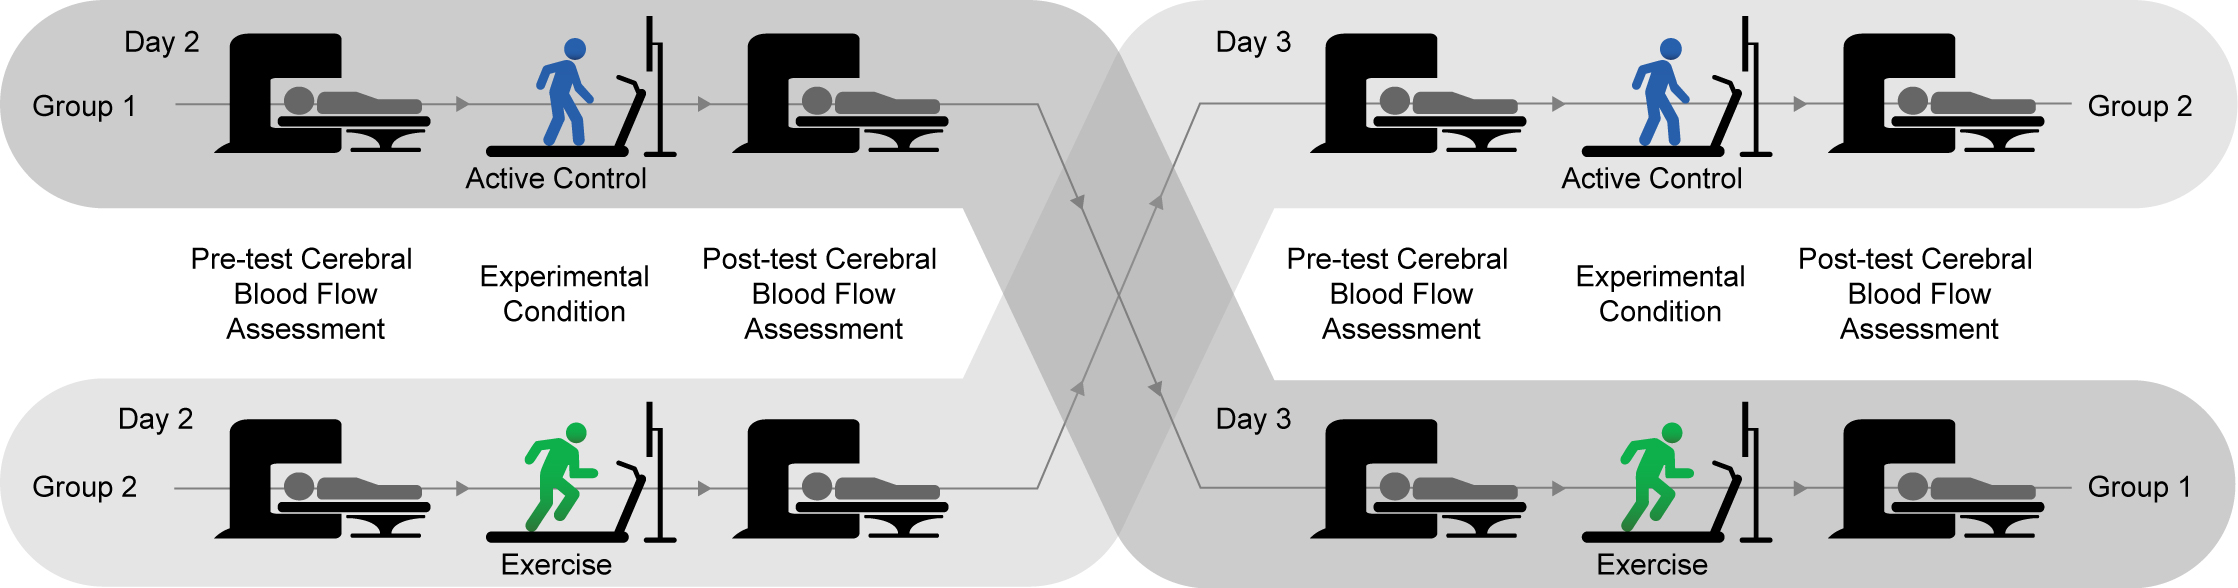 Day 2
Group 1
Active Control
Day 3
Group 2
Active Control
Pre-test Cerebral
Blood Flow
Assessment
Experimental
Condition
Post-test Cerebral
Blood Flow
Assessment
Pre-test Cerebral
Blood Flow
Assessment
Experimental
Condition
Post-test Cerebral
Blood Flow
Assessment
Day 2
Group 2
Exercise
Day 3
Group 1
Exercise